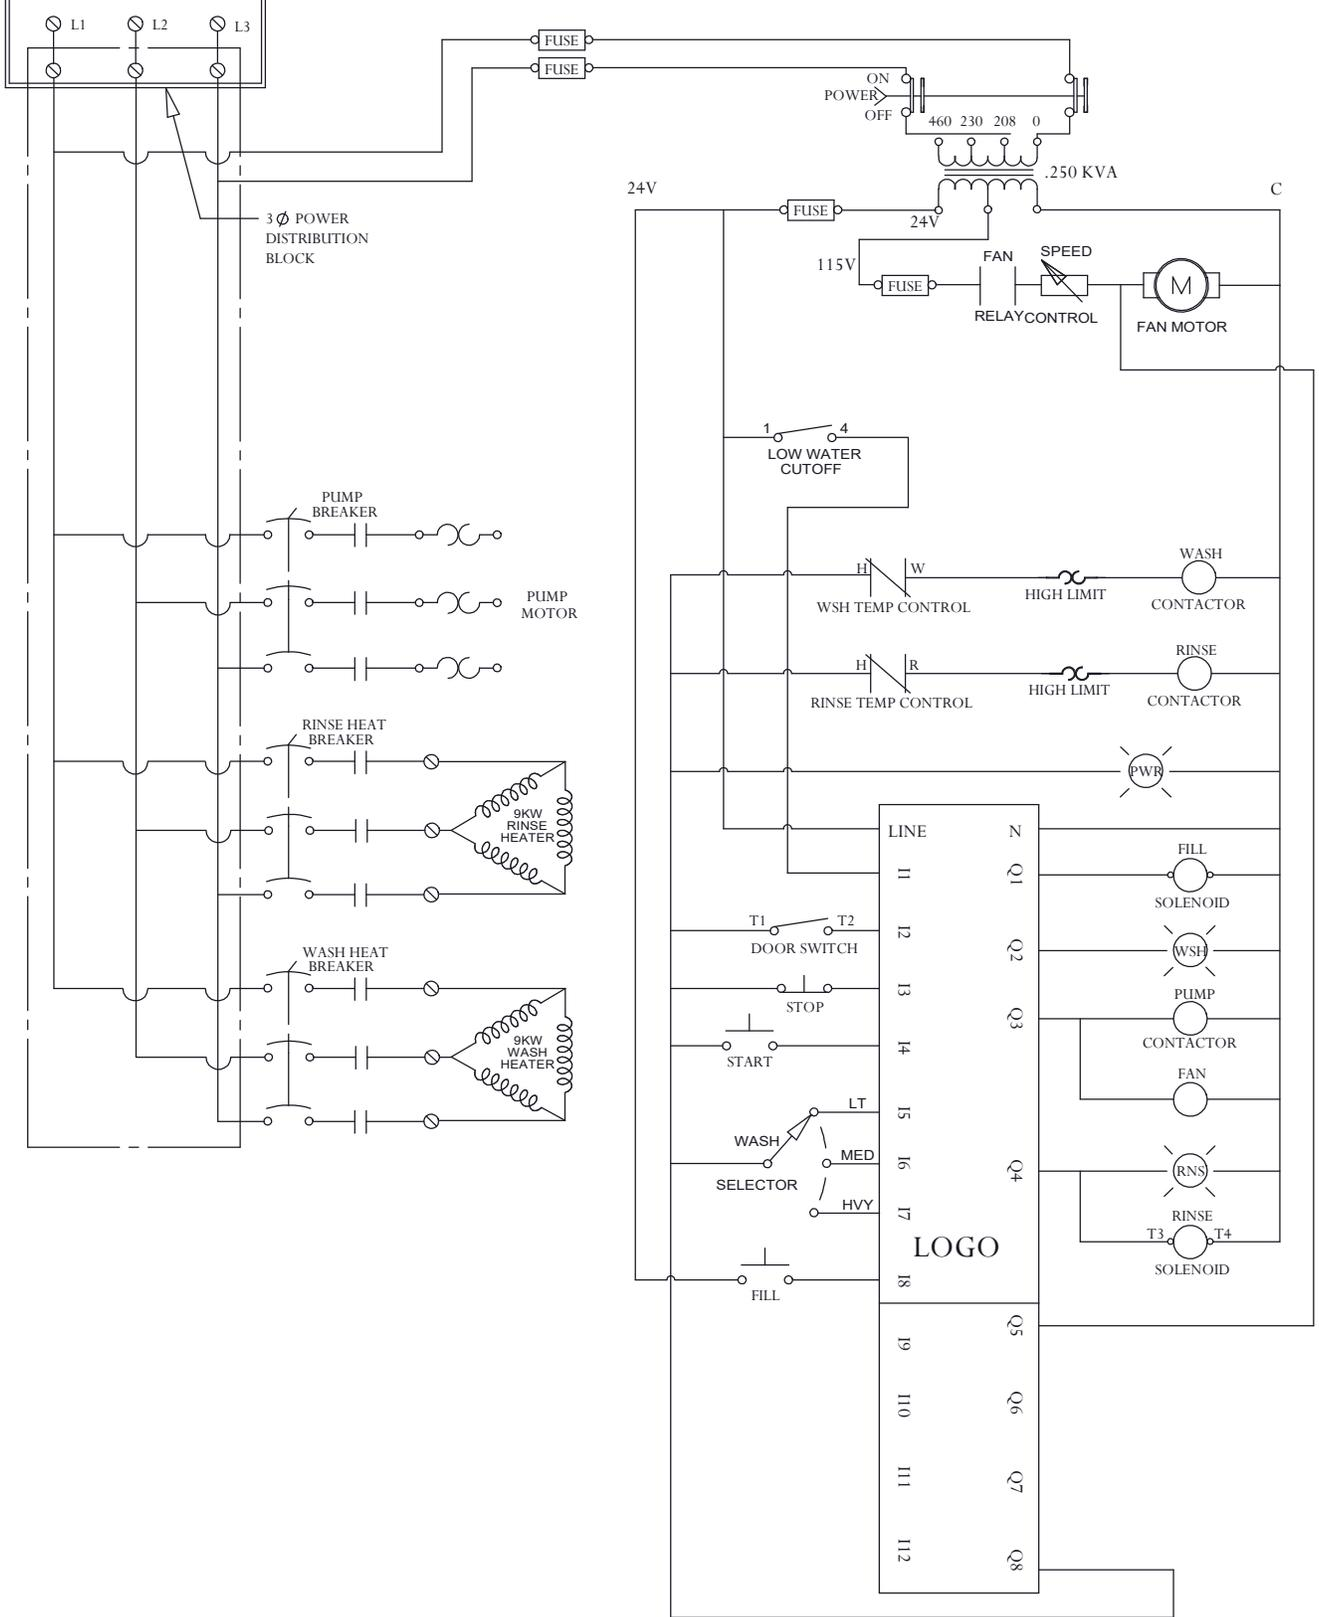 L1
L2
L3
FUSE
FUSE
ON
POWER
OFF
460 230 208 0
.250 KVA
3 Ø POWER
DISTRIBUTION
BLOCK
24V
C
FUSE
24V
115V
FUSE
FAN
RELAY
SPEED
CONTROL
M
FAN MOTOR
1
4
LOW WATER
CUTOFF
PUMP
BREAKER
PUMP
MOTOR
H
W
WSH TEMP CONTROL
HIGH LIMIT
WASH
CONTACTOR
H
R
RINSE TEMP CONTROL
HIGH LIMIT
RINSE
CONTACTOR
RINSE HEAT
BREAKER
9KW
RINSE
HEATER
PWR
WASH HEAT
BREAKER
9KW
WASH
HEATER
LINE
N
I1
Q1
FILL
SOLENOID
T1
T2
DOOR SWITCH
I2
Q2
WSH
STOP
I3
Q3
PUMP
CONTACTOR
START
I4
FAN
LT
I5
WASH
SELECTOR
MED
I6
Q4
RNS
HVY
I7
LOGO
RINSE
T3
T4
SOLENOID
FILL
I8
Q5
I9
I10
Q6
I11
Q7
I12
Q8